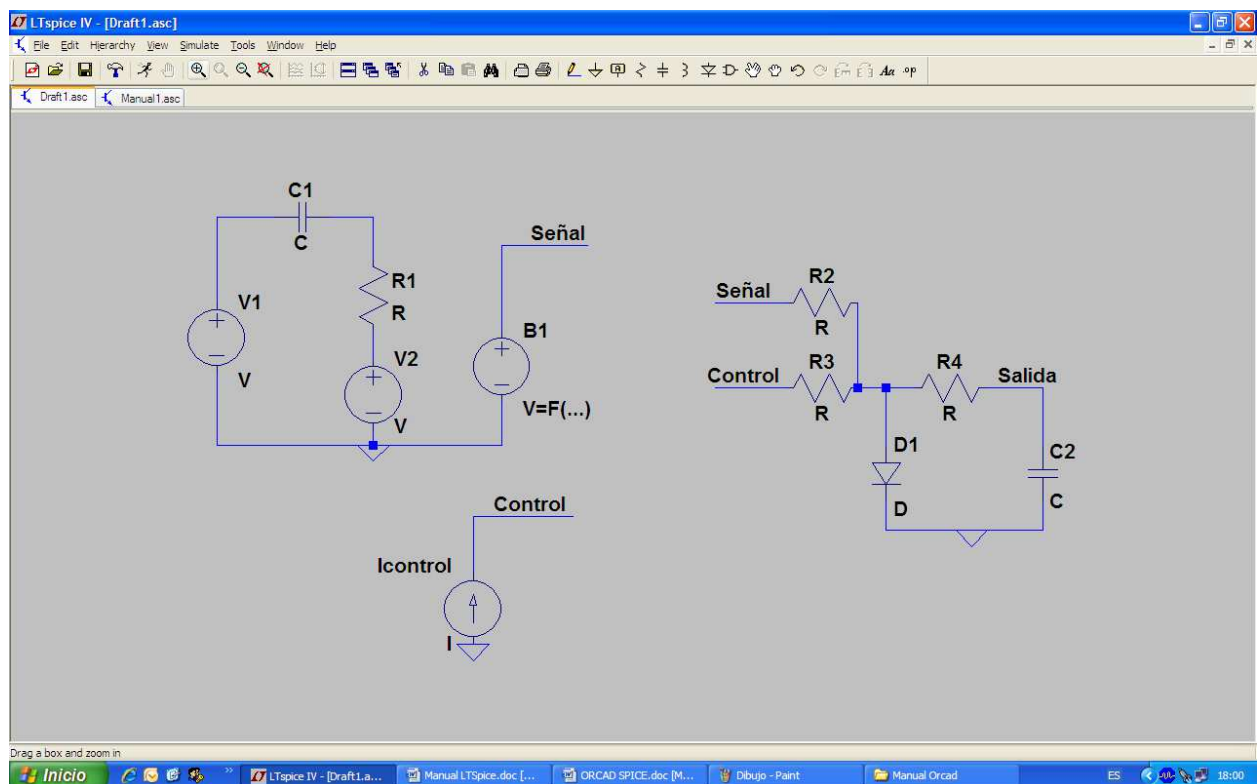 LTspice IV - [Draft1.asc]
File Edit Hierarchy View Simulate Tools Window Help
Aa .op
Draft1.asc Manual1.asc
C1
C
V1
V
R1
R
V2
V
Señal
B1
V=F(...)
Control
Icontrol
I
Señal
R2
R
Control
R3
R
R4
R
Salida
D1
D
C2
C
Drag a box and zoom in
Inicio
LTspice IV - [Draft1.a...
Manual LTSpice.doc [...
ORCAD SPICE.doc [M...
Dibujo - Paint
Manual Orcad
ES
18:00